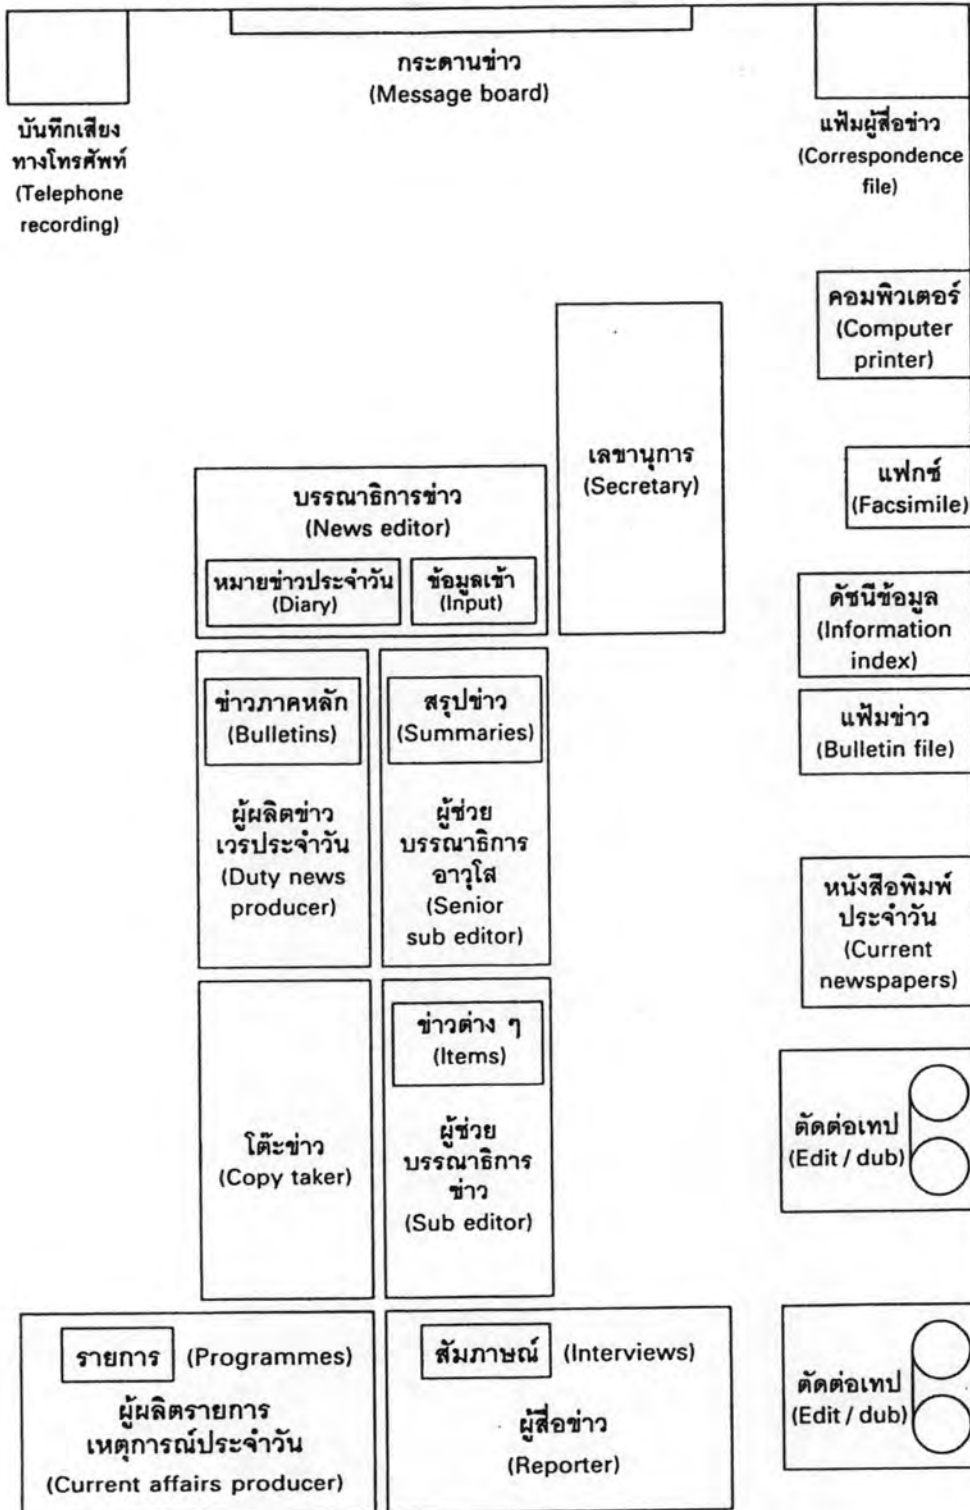 กระดานข่าว
(Message board)
บันทึกเสียง
ทางโทรศัพท์
(Telephone
recording)
แฟ้มผู้สื่อข่าว
(Correspondence
file)
คอมพิวเตอร์
(Computer
printer)
เลขานุการ
(Secretary)
แฟกซ์
(Facsimile)
บรรณาธิการข่าว
(News editor)
หมายข่าวประจำวัน
(Diary)
ข้อมูลเข้า
(Input)
ดัชนีข้อมูล
(Information
index)
ข่าวภาคหลัก
(Bulletins)
ผู้ผลิตข่าว
เวรประจำวัน
(Duty news
producer)
สรุปข่าว
(Summaries)
ผู้ช่วย
บรรณาธิการ
อาวุโส
(Senior
sub editor)
แฟ้มข่าว
(Bulletin file)
หนังสือพิมพ์
ประจำวัน
(Current
newspapers)
โต๊ะข่าว
(Copy taker)
ข่าวต่าง ๆ
(Items)
ผู้ช่วย
บรรณาธิการ
ข่าว
(Sub editor)
ตัดต่อเทป
(Edit / dub)
รายการ (Programmes)
ผู้ผลิตรายการ
เหตุการณ์ประจำวัน
(Current affairs producer)
สัมภาษณ์ (Interviews)
ผู้สื่อข่าว
(Reporter)
ตัดต่อเทป
(Edit / dub)